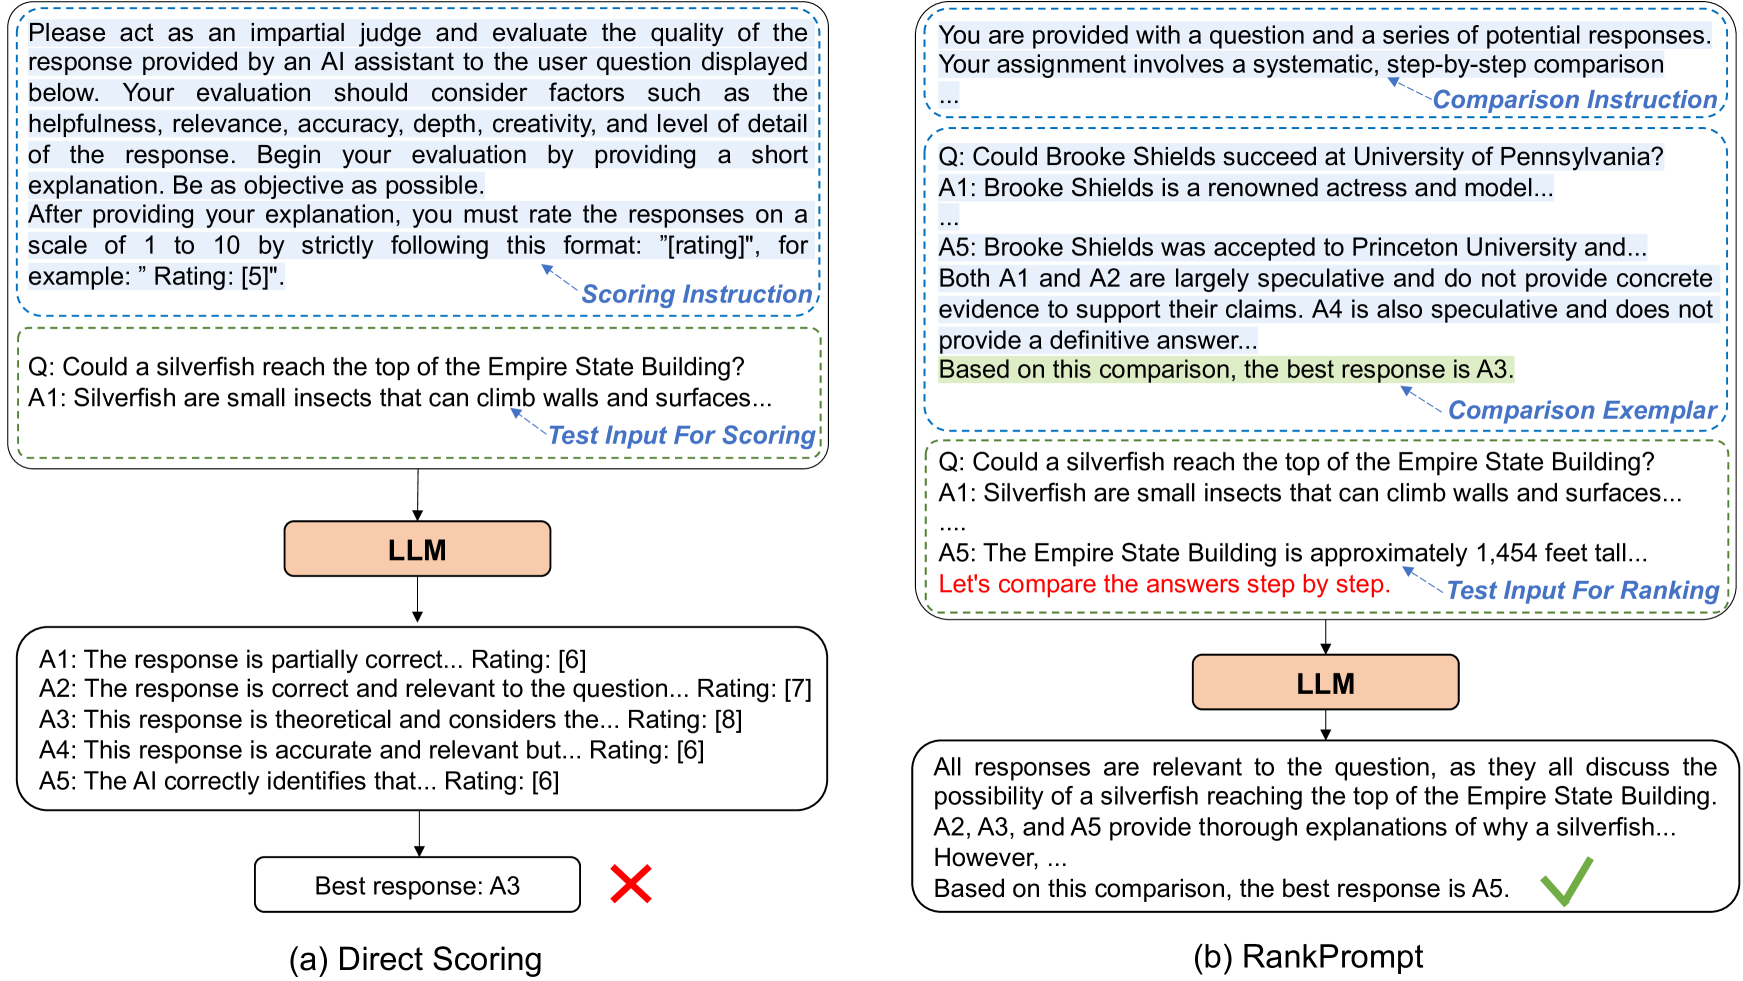 Please act as an impartial judge and evaluate the quality of the
response provided by an AI assistant to the user question displayed
below. Your evaluation should consider factors such as the
helpfulness, relevance, accuracy, depth, creativity, and level of detail
of the response. Begin your evaluation by providing a short
explanation. Be as objective as possible.
After providing your explanation, you must rate the responses on a
scale of 1 to 10 by strictly following this format: ”[rating]", for
example: ” Rating: [5]".
Scoring Instruction
Q: Could a silverfish reach the top of the Empire State Building?
A1: Silverfish are small insects that can climb walls and surfaces...
Test Input For Scoring
LLM
A1: The response is partially correct... Rating: [6]
A2: The response is correct and relevant to the question... Rating: [7]
A3: This response is theoretical and considers the... Rating: [8]
A4: This response is accurate and relevant but... Rating: [6]
A5: The AI correctly identifies that... Rating: [6]
Best response: A3
(a) Direct Scoring
You are provided with a question and a series of potential responses.
Your assignment involves a systematic, step-by-step comparison
...
Comparison Instruction
Q: Could Brooke Shields succeed at University of Pennsylvania?
A1: Brooke Shields is a renowned actress and model...
...
A5: Brooke Shields was accepted to Princeton University and...
Both A1 and A2 are largely speculative and do not provide concrete
evidence to support their claims. A4 is also speculative and does not
provide a definitive answer...
Based on this comparison, the best response is A3.
Comparison Exemplar
Q: Could a silverfish reach the top of the Empire State Building?
A1: Silverfish are small insects that can climb walls and surfaces...
....
A5: The Empire State Building is approximately 1,454 feet tall...
Let's compare the answers step by step.
Test Input For Ranking
LLM
All responses are relevant to the question, as they all discuss the
possibility of a silverfish reaching the top of the Empire State Building.
A2, A3, and A5 provide thorough explanations of why a silverfish...
However, ...
Based on this comparison, the best response is A5.
(b) RankPrompt